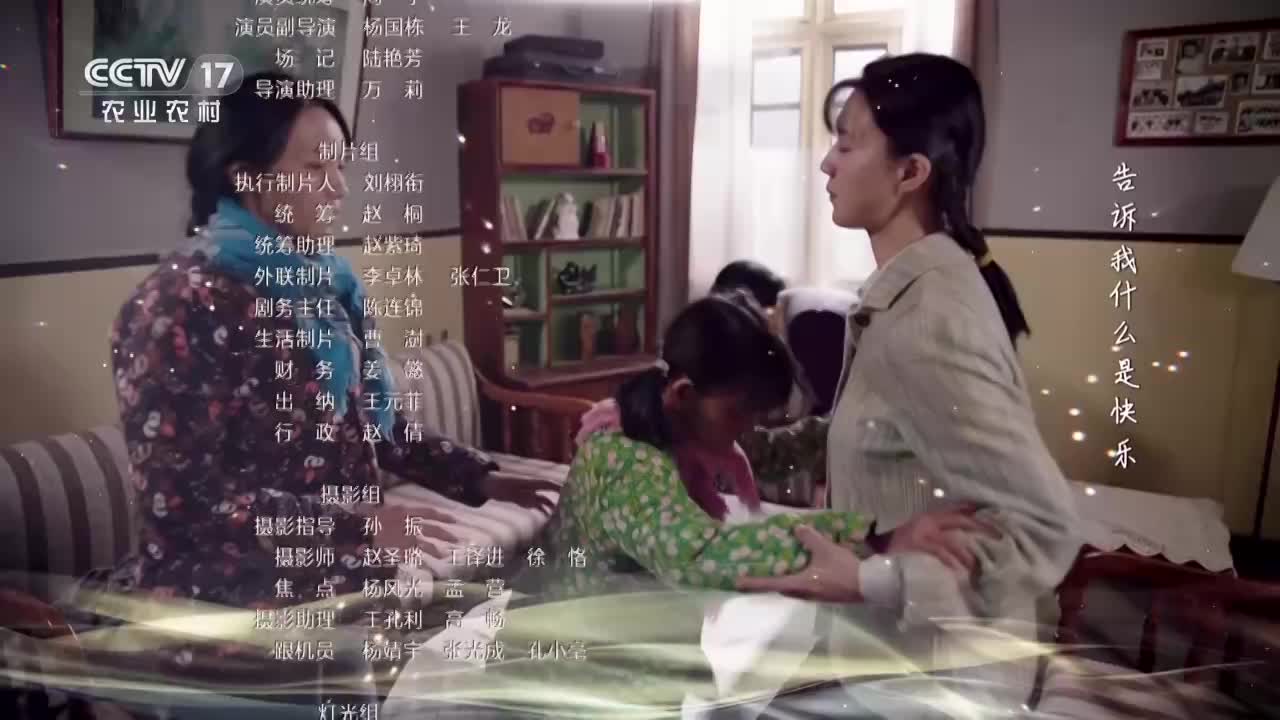 CCTV 17
农业农村
演员副导演 杨国栋 王 龙
场 记 陆艳芳
导演助理 万 莉
制片组
执行制片人 刘栩衔
统 筹 赵 桐
统筹助理 赵紫琦
外联制片 李卓林 张仁卫
剧务主任 陈连锦
生活制片 曹 澍
财 务 姜
出 纳 王元菲
行 政 赵 倩
摄影组
摄影指导 孙 振
摄影师 赵圣璐 王译进 徐 恪
焦 点 杨风光 孟 营
摄影助理 王孔利 高 畅
跟机员 杨婧宇 张光成 孔小亳
灯光组
告诉我什么是快乐